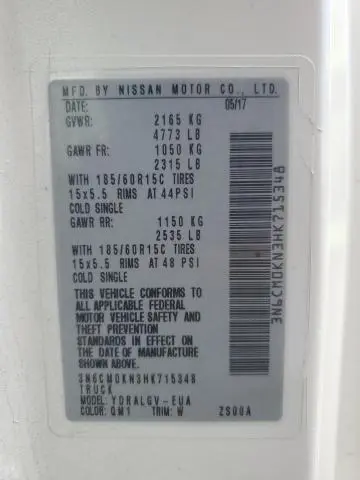 MFD. BY NISSAN MOTOR CO., LTD.
DATE: 05/17
GVWR: 2165 KG
4773 LB
GAWR FR: 1050 KG
2315 LB
WITH 185/60R15C TIRES
15x5.5 RIMS AT 44PSI
COLD SINGLE
GAWR RR: 1150 KG
2535 LB
WITH 185/60R15C TIRES
15x5.5 RIMS AT 48 PSI
COLD SINGLE
THIS VEHICLE CONFORMS TO
ALL APPLICABLE FEDERAL
MOTOR VEHICLE SAFETY AND
THEFT PREVENTION
STANDARDS IN EFFECT ON THE
DATE OF MANUFACTURE
SHOWN ABOVE.
3N6CM0KN3HK715348
TRUCK
MODEL: YDRALGV-EUA
COLOR: QM1 TRIM: W ZS00A
3N6CM0KN3HK715348